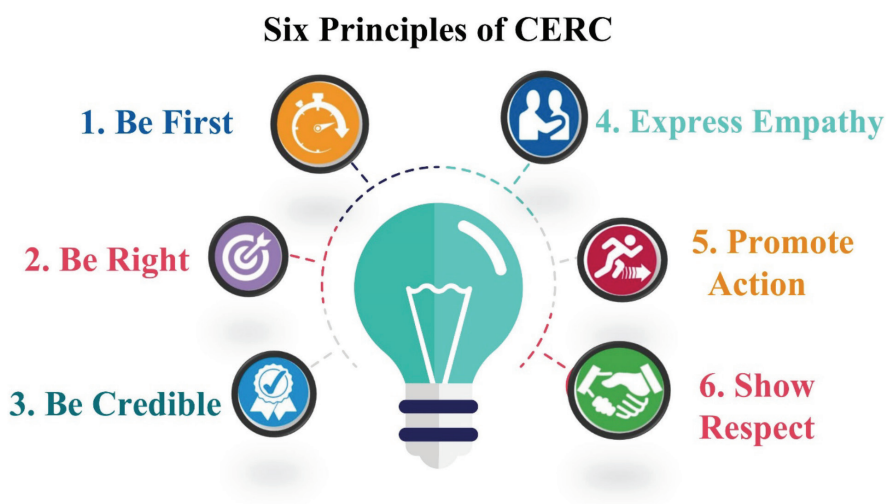 Six Principles of CERC
1. Be First
2. Be Right
3. Be Credible
4. Express Empathy
5. Promote
Action
6. Show
Respect